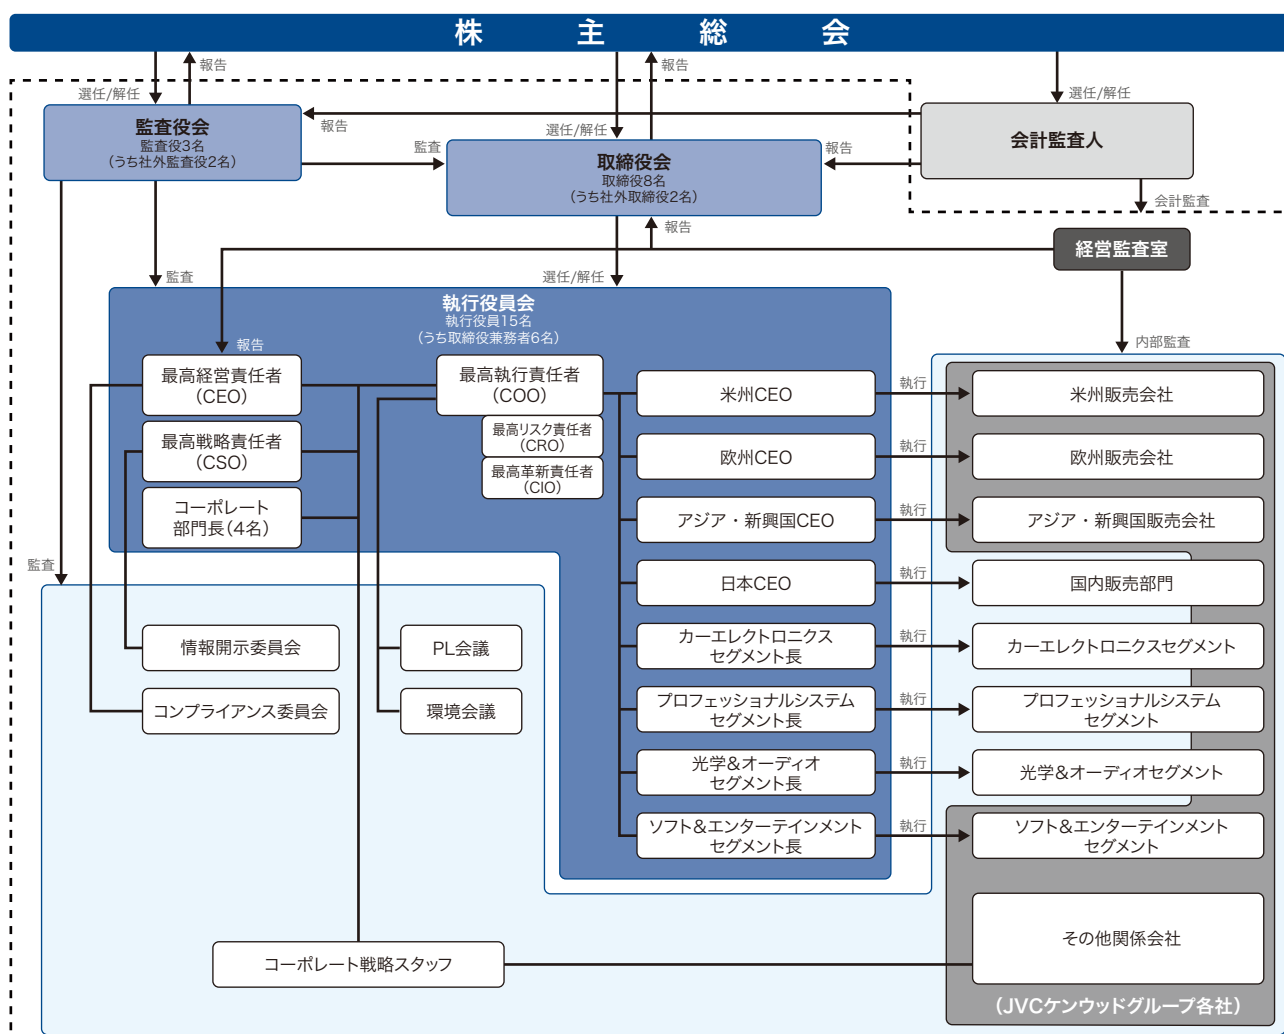 株主総会
報告
報告
選任/解任
選任/解任
選任/解任
監査役会
監査役3名
(うち社外監査役2名)
報告
監査
取締役会
取締役8名
(うち社外取締役2名)
報告
会計監査人
会計監査
報告
経営監査室
監査
選任/解任
内部監査
執行役員会
執行役員15名
(うち取締役兼務者6名)
報告
最高経営責任者
(CEO)
最高執行責任者
(COO)
米州CEO
執行
米州販売会社
最高戦略責任者
(CSO)
最高リスク責任者
(CRO)
最高革新責任者
(CIO)
欧州CEO
執行
欧州販売会社
コーポレート
部門長(4名)
アジア・新興国CEO
執行
アジア・新興国販売会社
監査
日本CEO
執行
国内販売部門
情報開示委員会
PL会議
カーエレクトロニクス
セグメント長
執行
カーエレクトロニクスセグメント
コンプライアンス委員会
環境会議
プロフェッショナルシステム
セグメント長
執行
プロフェッショナルシステム
セグメント
光学&オーディオ
セグメント長
執行
光学&オーディオセグメント
ソフト&エンターテインメント
セグメント長
執行
ソフト&エンターテインメント
セグメント
その他関係会社
コーポレート戦略スタッフ
(JVCケンウッドグループ各社)